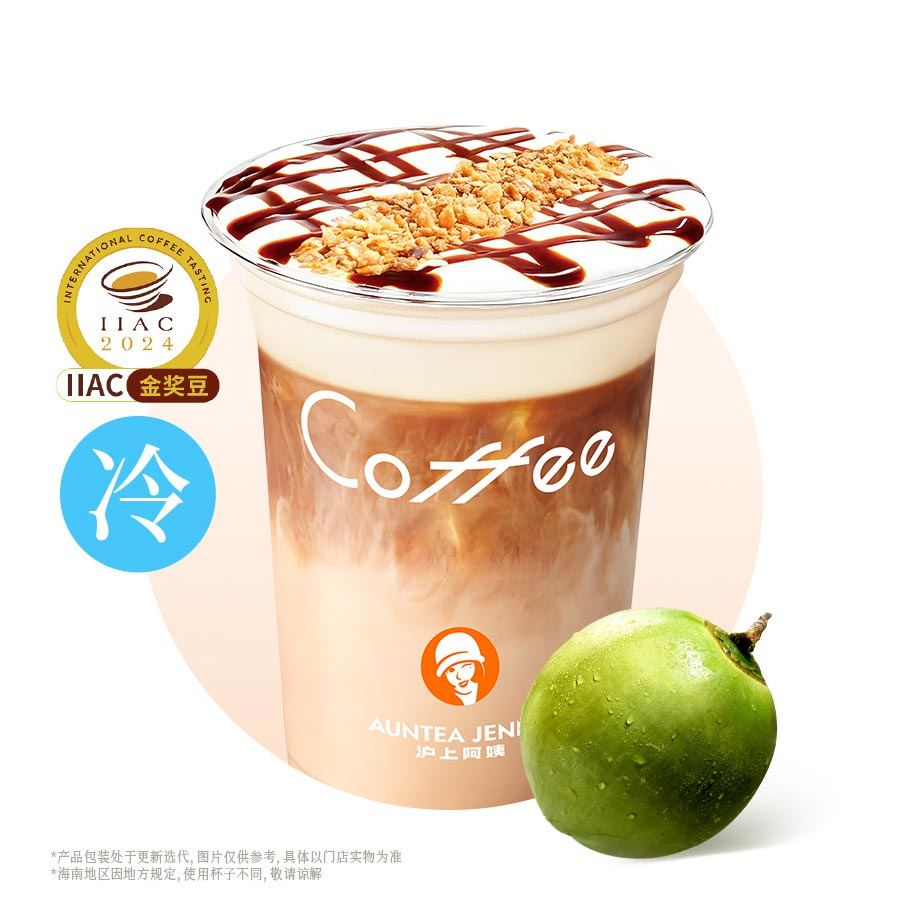 INTERNATIONAL COFFEE TASTING
IIAC
2024
IIAC 金奖豆
冷
Coffee
AUNTEA JEN
沪上阿姨
*产品包装处于更新迭代, 图片仅供参考, 具体以门店实物为准
*海南地区因地方规定, 使用杯子不同, 敬请谅解